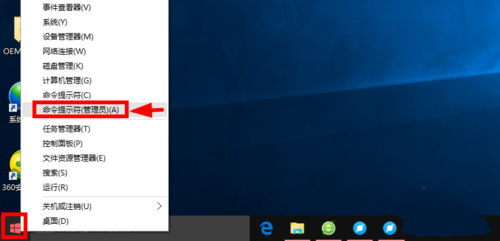 事件查看器(V)
系统(Y)
设备管理器(M)
网络连接(W)
磁盘管理(K)
计算机管理(G)
命令提示符(C)
命令提示符(管理员)(A)
任务管理器(T)
控制面板(P)
文件资源管理器(E)
搜索(S)
运行(R)
关机或注销(U)
桌面(D)
OEM
系
360安